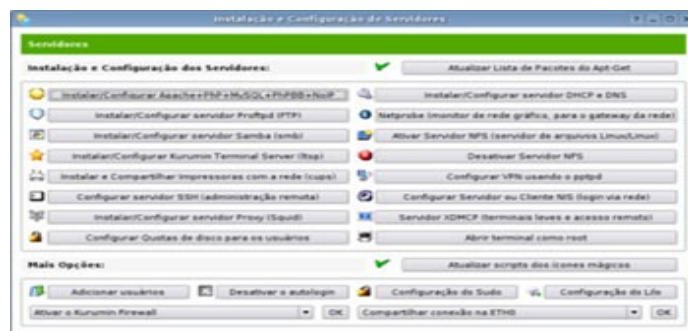 Instalação e Configuração de Servidores
Servidores
Instalação e Configuração dos Servidores:
Atualizar Lista de Pacotes do Apt-Get
Instalar/Configurar Apache+PhP+MySQL+PhPBB+NoIP
Instalar/Configurar servidor DHCP e DNS
Instalar/Configurar servidor Proftpd (FTP)
Netprobe (monitor de rede gráfico, para o gateway da rede)
Instalar/Configurar servidor Samba (smb)
Ativar Servidor NFS (servidor de arquivos Linux/Linux)
Instalar/Configurar Kurumin Terminal Server (ltsp)
Desativar Servidor NFS
Instalar e Compartilhar impressoras com a rede (cups)
Configurar VPN usando o pptpd
Configurar servidor SSH (administração remota)
Configurar Servidor ou Cliente NIS (login via rede)
Instalar/Configurar servidor Proxy (Squid)
Servidor XDMCP (terminais leves e acesso remoto)
Configurar Quotas de disco para os usuários
Abrir terminal como root
Mais Opções:
Atualizar scripts dos ícones mágicos
Adicionar usuários
Desativar o autologin
Configuração do Sudo
Configuração do Lilo
Ativar o Kurumin Firewall
OK
Compartilhar conexão na ETH0
OK